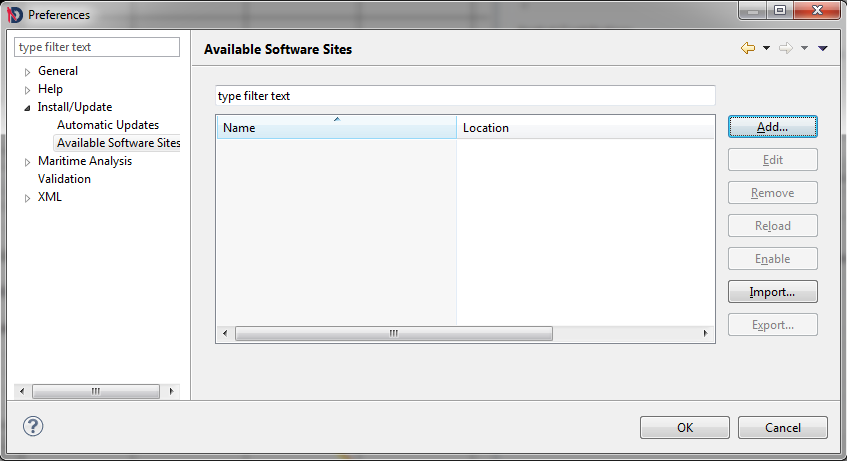 Preferences
type filter text
General
Help
Install/Update
Automatic Updates
Available Software Sites
Maritime Analysis
Validation
XML
Available Software Sites
type filter text
Name
Location
Add...
Edit
Remove
Reload
Enable
Import...
Export...
?
OK
Cancel